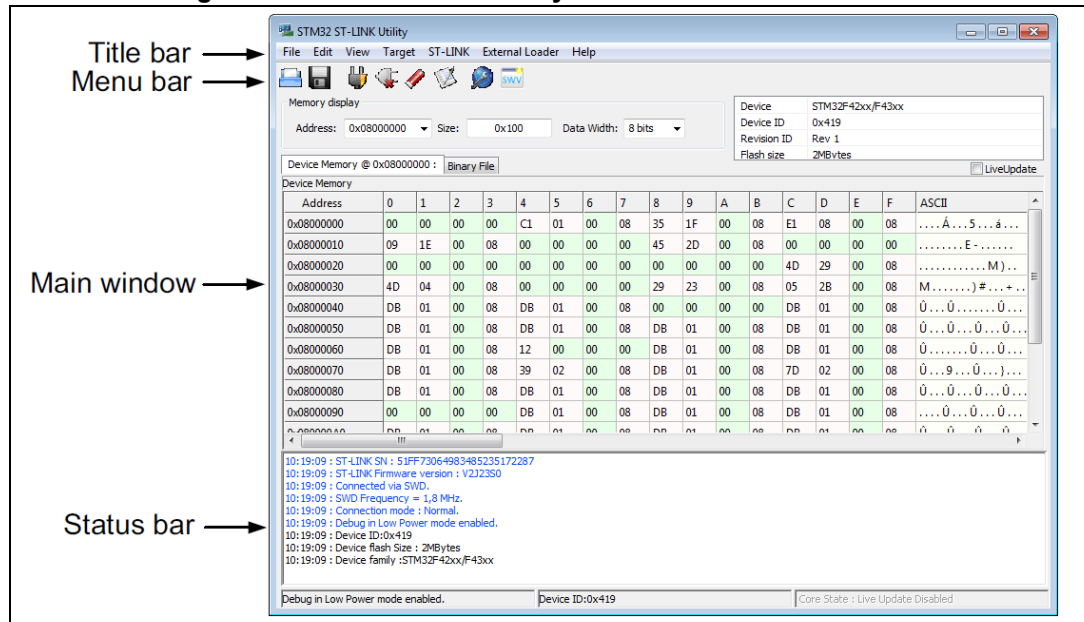 STM32 ST-LINK Utility
Title bar
File Edit View Target ST-LINK External Loader Help
Menu bar
SWV
Memory display
Address: 0x08000000 Size: 0x100 Data Width: 8 bits
Device STM32F42xx/F43xx
Device ID 0x419
Revision ID Rev 1
Flash size 2MBytes
Device Memory @ 0x08000000 : Binary File
LiveUpdate
Device Memory
Address 0 1 2 3 4 5 6 7 8 9 A B C D E F ASCII
0x08000000 00 00 00 00 C1 01 00 08 35 1F 00 08 E1 08 00 08 ....Á...5...á...
0x08000010 09 1E 00 08 00 00 00 00 45 2D 00 08 00 00 00 00 ........E-......
0x08000020 00 00 00 00 00 00 00 00 00 00 00 00 4D 29 00 08 ............M)..
Main window
0x08000030 4D 04 00 08 00 00 00 00 29 23 00 08 05 2B 00 08 M.......)#...+..
0x08000040 DB 01 00 08 DB 01 00 08 00 00 00 00 DB 01 00 08 Û...Û.......Û...
0x08000050 DB 01 00 08 DB 01 00 08 DB 01 00 08 DB 01 00 08 Û...Û...Û...Û...
0x08000060 DB 01 00 08 12 00 00 00 DB 01 00 08 DB 01 00 08 Û.......Û...Û...
0x08000070 DB 01 00 08 39 02 00 08 DB 01 00 08 7D 02 00 08 Û...9...Û...}...
0x08000080 DB 01 00 08 DB 01 00 08 DB 01 00 08 DB 01 00 08 Û...Û...Û...Û...
0x08000090 00 00 00 00 DB 01 00 08 DB 01 00 08 DB 01 00 08 ....Û...Û...Û...
10:19:09 : ST-LINK SN : 51FF73064983485235172287
10:19:09 : ST-LINK Firmware version : V2J23S0
10:19:09 : Connected via SWD.
10:19:09 : SWD Frequency = 1,8 MHz.
10:19:09 : Connection mode : Normal.
Status bar
10:19:09 : Debug in Low Power mode enabled.
10:19:09 : Device ID:0x419
10:19:09 : Device flash Size : 2MBytes
10:19:09 : Device family :STM32F42xx/F43xx
Debug in Low Power mode enabled. Device ID:0x419 Core State : Live Update Disabled